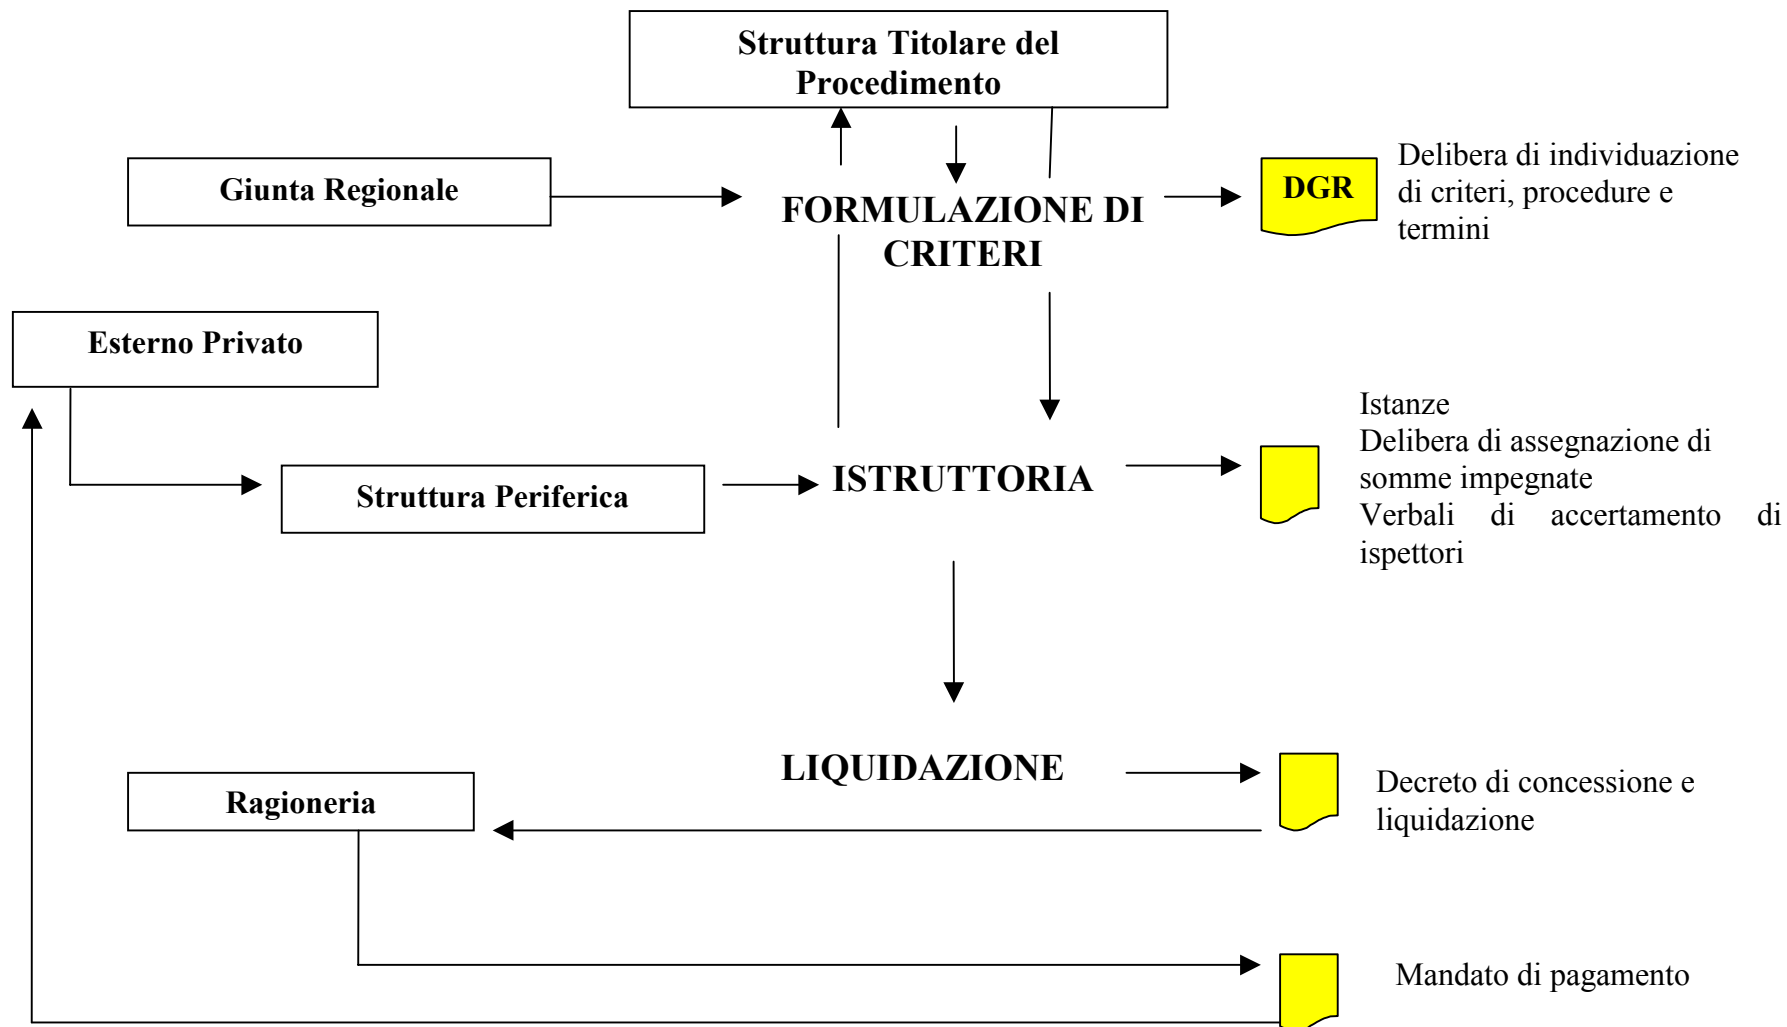 Struttura Titolare del
Procedimento
Giunta Regionale
FORMULAZIONE DI
CRITERI
DGR
Delibera di individuazione
di criteri, procedure e
termini
Esterno Privato
Struttura Periferica
ISTRUTTORIA
Istanze
Delibera di assegnazione di
somme impegnate
Verbali di accertamento di
ispettori
LIQUIDAZIONE
Decreto di concessione e
liquidazione
Ragioneria
Mandato di pagamento